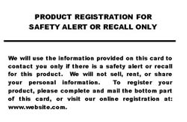 PRODUCT REGISTRATION FOR
SAFETY ALERT OR RECALL ONLY
We will use the information provided on this card to
contact you only if there is a safety alert or recall
for this product. We will not sell, rent, or share
your personal information. To register your
product, please complete and mail the bottom part
of this card, or visit our online registration at:
www.website.com.